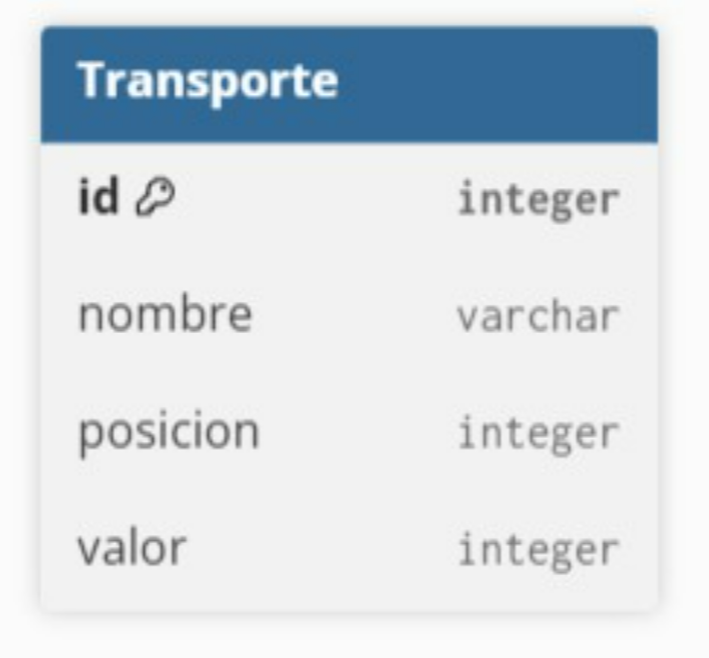 Transporte
id integer
nombre varchar
posicion integer
valor integer